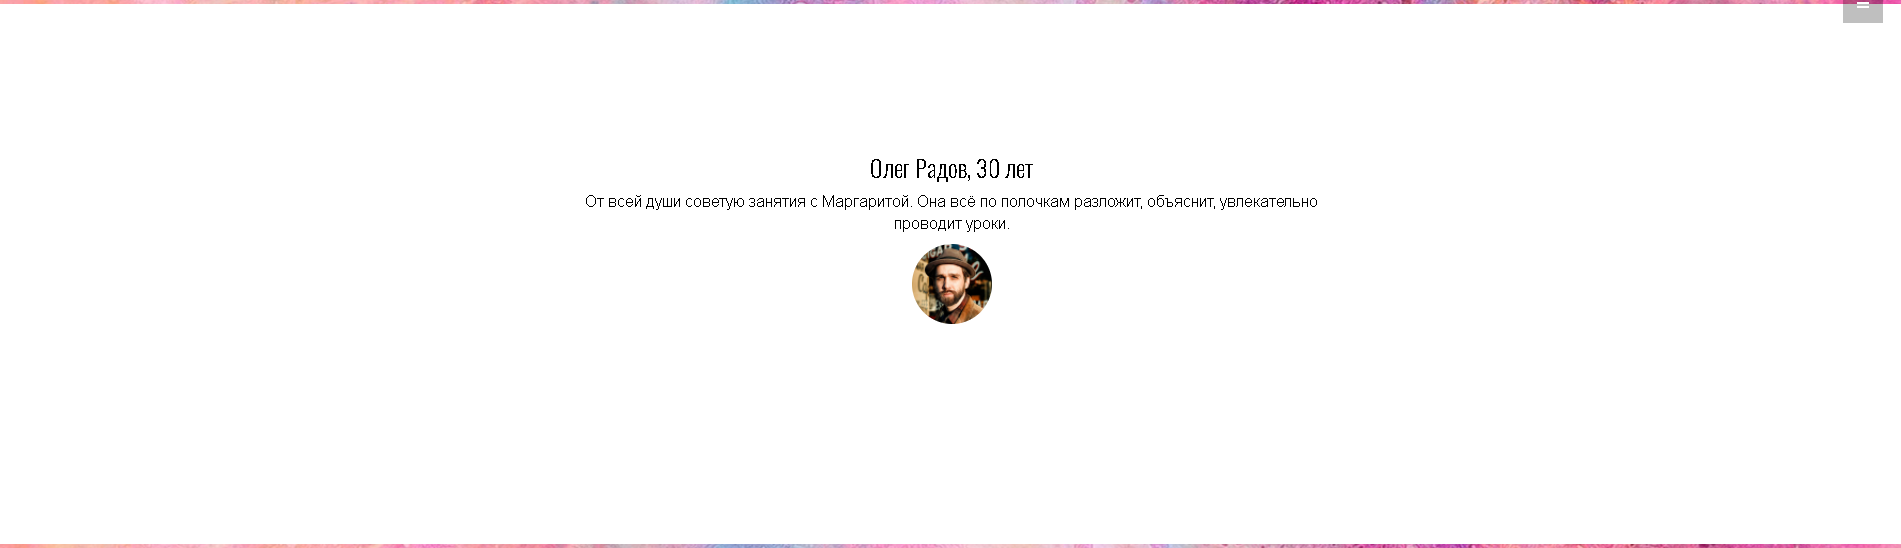 Олег Радов, 30 лет
От всей души советую занятия с Маргаритой. Она всё по полочкам разложит, объяснит, увлекательно
проводит уроки.